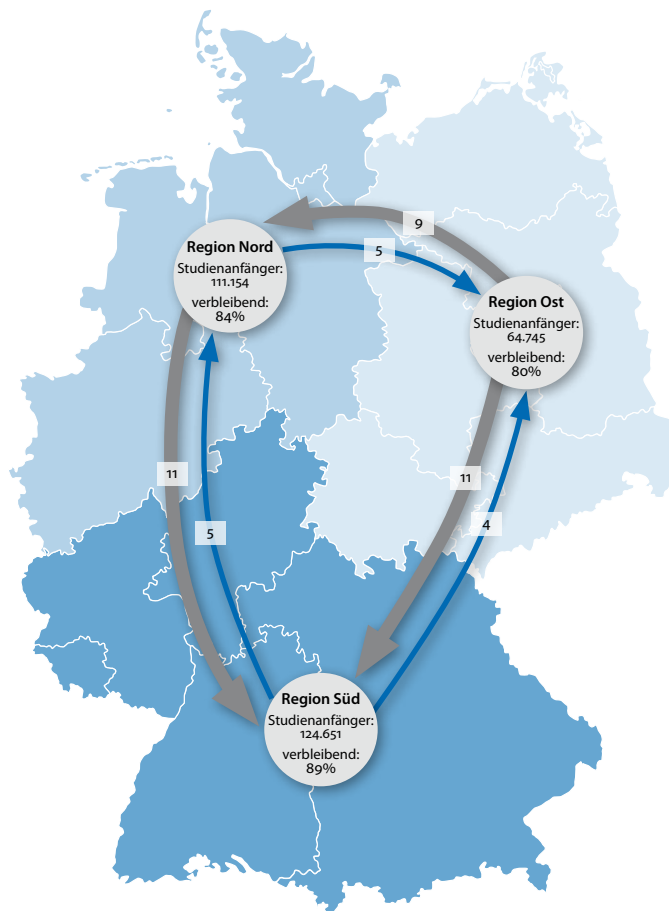 9
Region Nord
5
Studienanfänger:
111.154
verbleibend:
84%
Region Ost
Studienanfänger:
64.745
verbleibend:
80%
11
11
5
4
Region Süd
Studienanfänger:
124.651
verbleibend:
89%